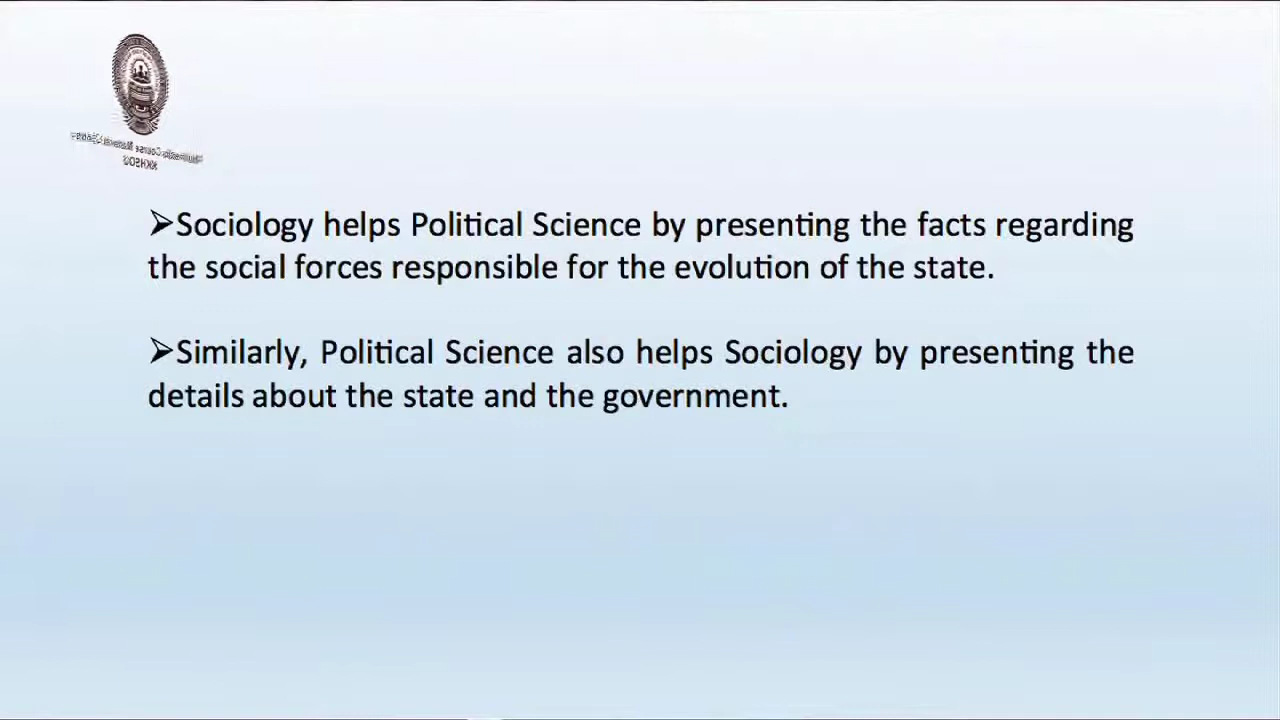 ➢Sociology helps Political Science by presenting the facts regarding
the social forces responsible for the evolution of the state.
➢Similarly, Political Science also helps Sociology by presenting the
details about the state and the government.